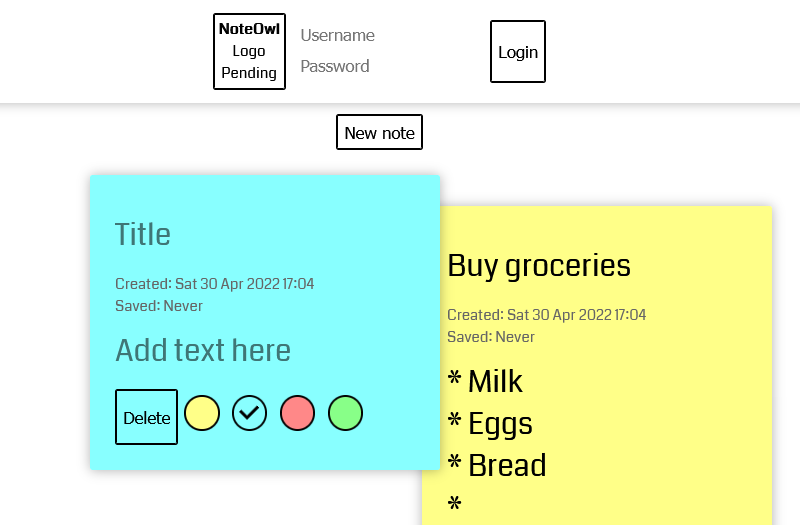 NoteOwl
Logo
Pending
Username
Password
Login
New note
Title
Created: Sat 30 Apr 2022 17:04
Saved: Never
Add text here
Delete
Buy groceries
Created: Sat 30 Apr 2022 17:04
Saved: Never
* Milk
* Eggs
* Bread
*